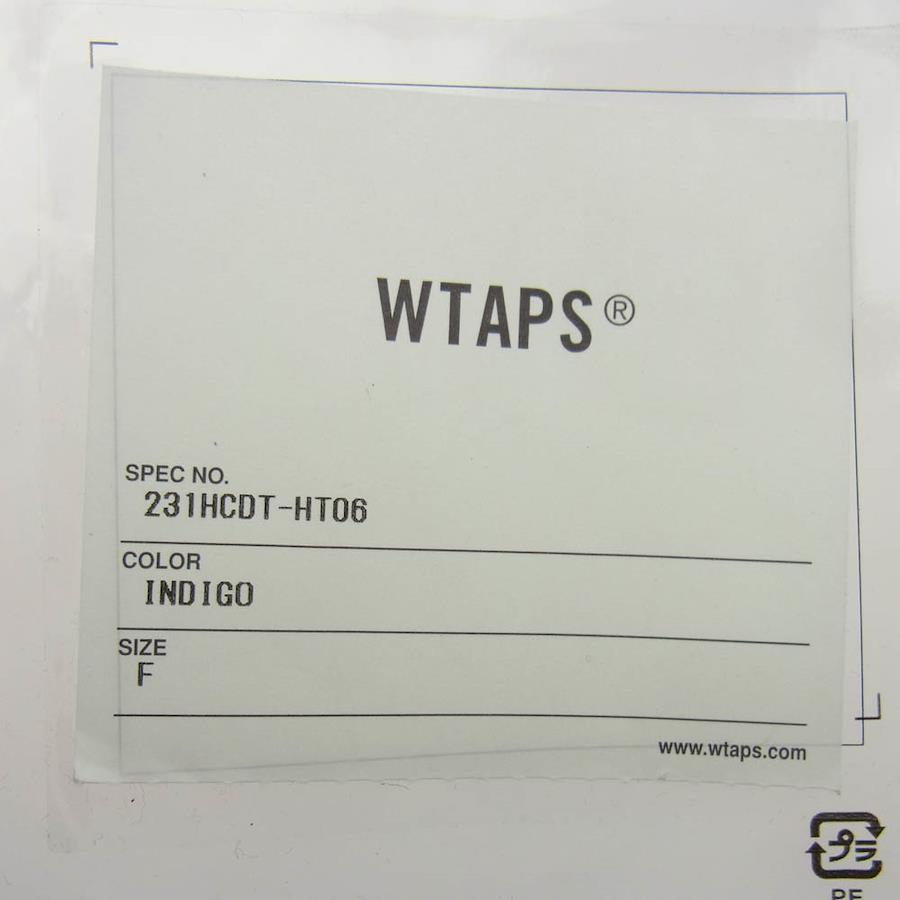 WTAPS®
SPEC NO.
231HCDT-HT06
COLOR
INDIGO
SIZE
F
www.wtaps.com
プラ
PE